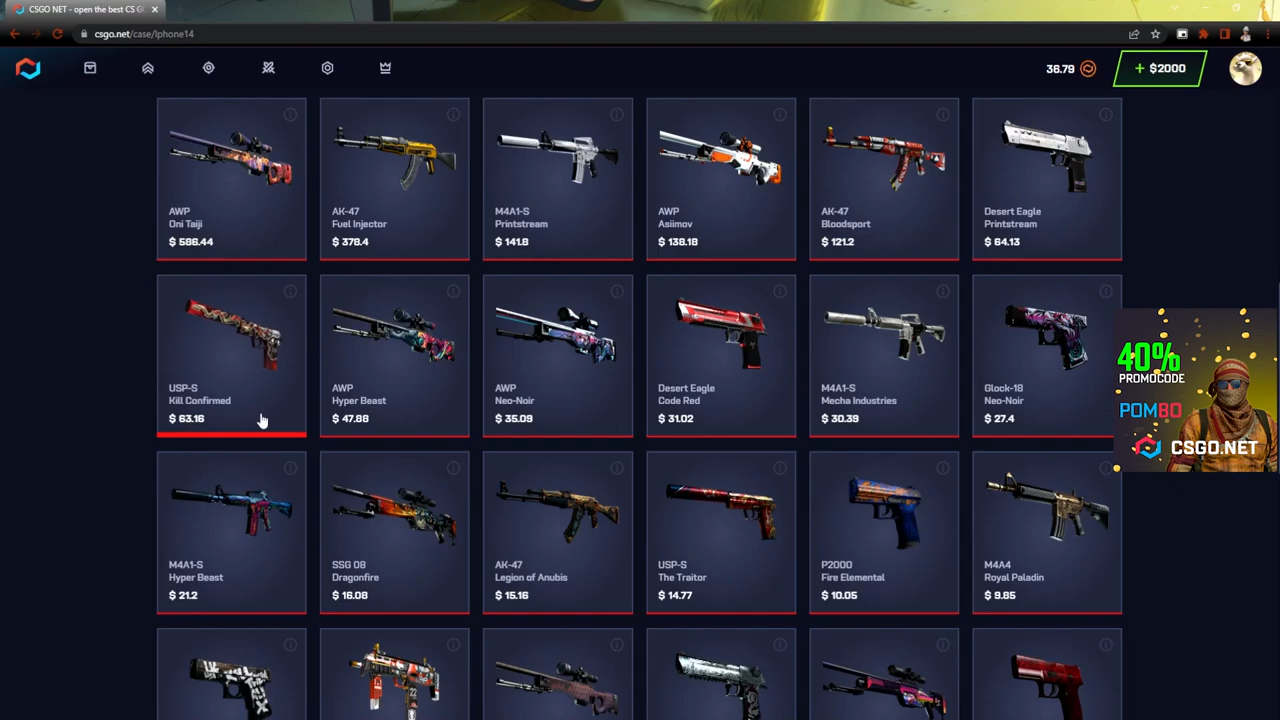 CSGO NET - open the best CS G
csgo.net/case/Iphone14
36.79
+ $2000
AWP
Oni Taiji
$ 586.44
AK-47
Fuel Injector
$ 378.4
M4A1-S
Printstream
$ 141.8
AWP
Asiimov
$ 138.18
AK-47
Bloodsport
$ 121.2
Desert Eagle
Printstream
$ 64.13
USP-S
Kill Confirmed
$ 63.16
AWP
Hyper Beast
$ 47.88
AWP
Neo-Noir
$ 35.09
Desert Eagle
Code Red
$ 31.02
M4A1-S
Mecha Industries
$ 30.39
Glock-18
Neo-Noir
$ 27.4
40%
PROMOCODE
POMBO
CSGO.NET
M4A1-S
Hyper Beast
$ 21.2
SSG 08
Dragonfire
$ 16.08
AK-47
Legion of Anubis
$ 15.16
USP-S
The Traitor
$ 14.77
P2000
Fire Elemental
$ 10.05
M4A4
Royal Paladin
$ 9.85